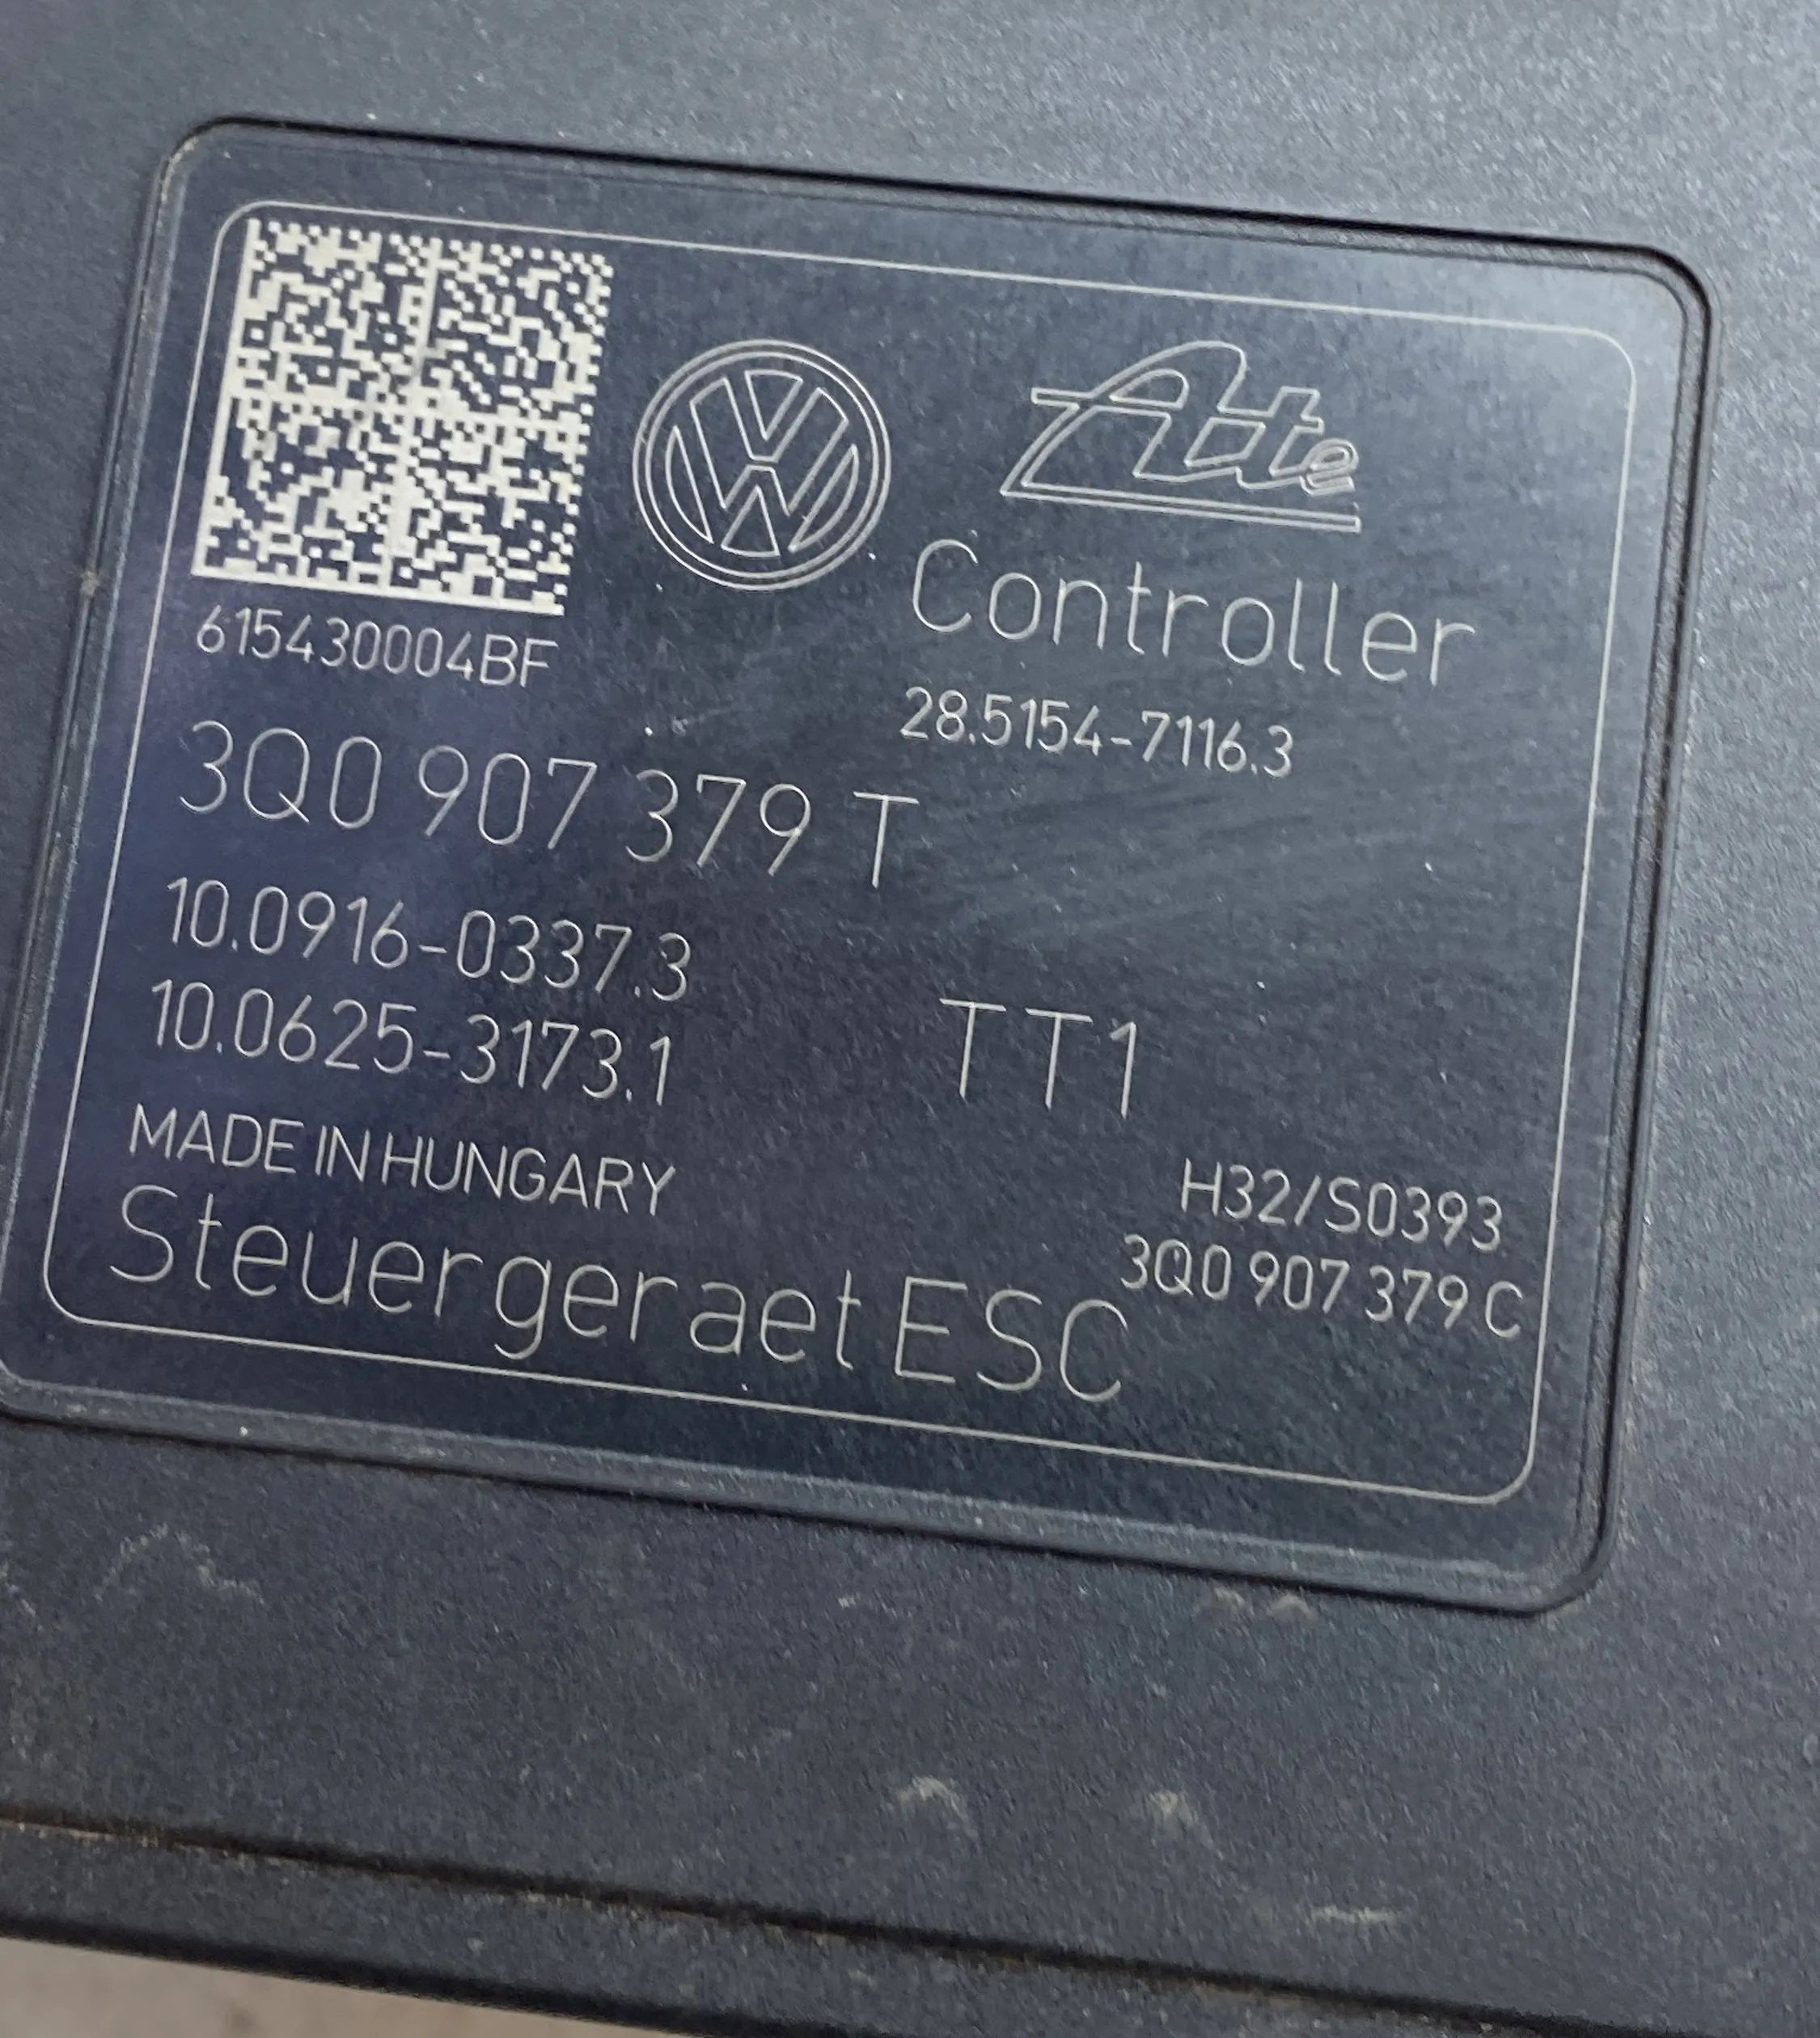 Ate
Controller
615430004BF
28.5154-7116.3
3Q0 907 379 T
10.0916-0337.3
10.0625-3173.1
TT1
MADE IN HUNGARY
H32/S0393
3Q0 907 379 C
Steuergeraet ESC